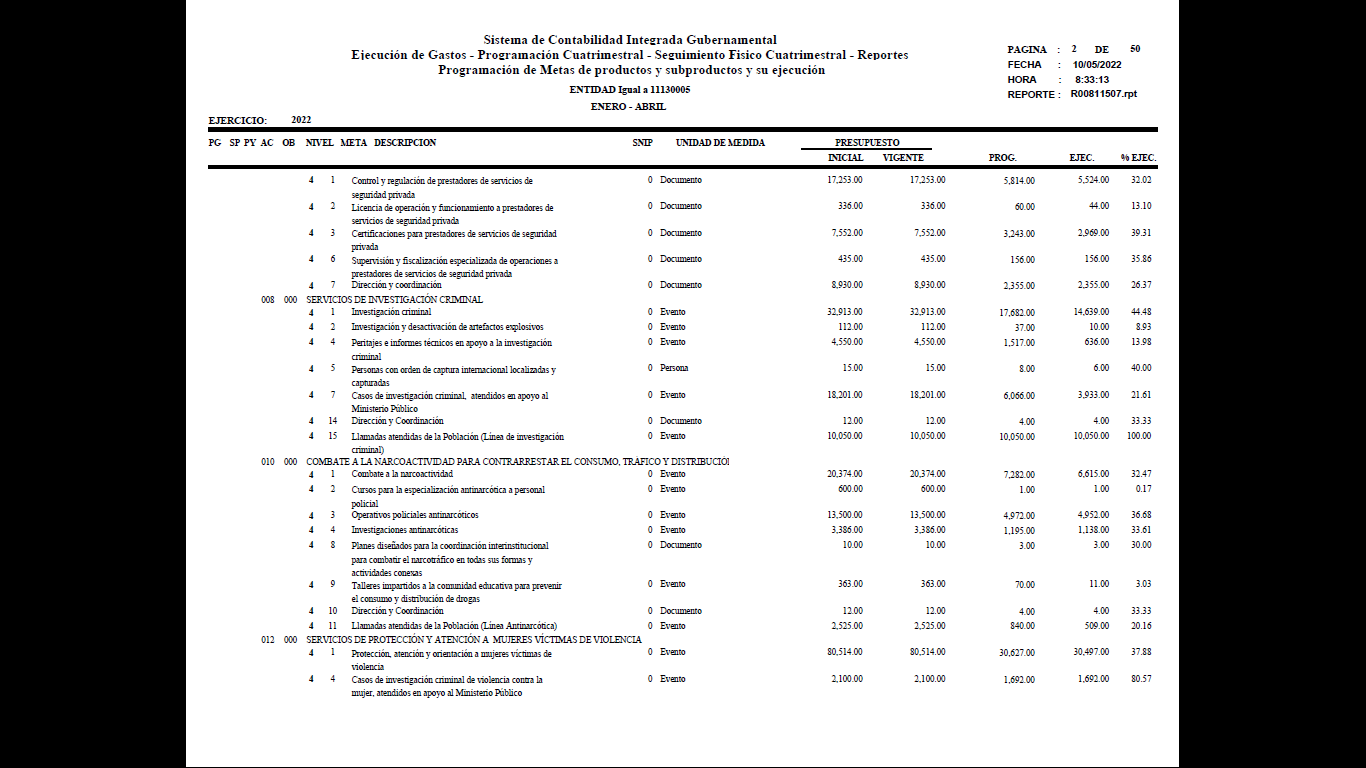 Sistema de Contabilidad Integrada Gubernamental
Ejecución de Gastos - Programación Cuatrimestral - Seguimiento Fisico Cuatrimestral - Reportes
Programación de Metas de productos y subproductos y su ejecución
ENTIDAD Igual a 11130005
ENERO - ABRIL
PAGINA : 2 DE 50
FECHA : 10/05/2022
HORA : 8:33:13
REPORTE : R00811507.rpt
EJERCICIO: 2022
PG SP PY AC OB NIVEL META DESCRIPCION SNIP UNIDAD DE MEDIDA PRESUPUESTO
INICIAL VIGENTE PROG. EJEC. % EJEC.
4 1 Control y regulación de prestadores de servicios de 0 Documento 17,253.00 17,253.00 5,814.00 5,524.00 32.02
seguridad privada
4 2 Licencia de operación y funcionamiento a prestadores de 0 Documento 336.00 336.00 60.00 44.00 13.10
servicios de seguridad privada
4 3 Certificaciones para prestadores de servicios de seguridad 0 Documento 7,552.00 7,552.00 3,243.00 2,969.00 39.31
privada
4 6 Supervisión y fiscalización especializada de operaciones a 0 Documento 435.00 435.00 156.00 156.00 35.86
prestadores de servicios de seguridad privada
4 7 Dirección y coordinación 0 Documento 8,930.00 8,930.00 2,355.00 2,355.00 26.37
008 000 SERVICIOS DE INVESTIGACIÓN CRIMINAL
4 1 Investigación criminal 0 Evento 32,913.00 32,913.00 17,682.00 14,639.00 44.48
4 2 Investigación y desactivación de artefactos explosivos 0 Evento 112.00 112.00 37.00 10.00 8.93
4 4 Peritajes e informes técnicos en apoyo a la investigación 0 Evento 4,550.00 4,550.00 1,517.00 636.00 13.98
criminal
4 5 Personas con orden de captura internacional localizadas y 0 Persona 15.00 15.00 8.00 6.00 40.00
capturadas
4 7 Casos de investigación criminal, atendidos en apoyo al 0 Evento 18,201.00 18,201.00 6,066.00 3,933.00 21.61
Ministerio Público
4 14 Dirección y Coordinación 0 Documento 12.00 12.00 4.00 4.00 33.33
4 15 Llamadas atendidas de la Población (Línea de investigación 0 Evento 10,050.00 10,050.00 10,050.00 10,050.00 100.00
criminal)
010 000 COMBATE A LA NARCOACTIVIDAD PARA CONTRARRESTAR EL CONSUMO, TRÁFICO Y DISTRIBUCIÓN
4 1 Combate a la narcoactividad 0 Evento 20,374.00 20,374.00 7,282.00 6,615.00 32.47
4 2 Cursos para la especialización antinarcótica a personal 0 Evento 600.00 600.00 1.00 1.00 0.17
policial
4 3 Operativos policiales antinarcóticos 0 Evento 13,500.00 13,500.00 4,972.00 4,952.00 36.68
4 4 Investigaciones antinarcóticas 0 Evento 3,386.00 3,386.00 1,195.00 1,138.00 33.61
4 8 Planes diseñados para la coordinación interinstitucional 0 Documento 10.00 10.00 3.00 3.00 30.00
para combatir el narcotráfico en todas sus formas y
actividades conexas
4 9 Talleres impartidos a la comunidad educativa para prevenir 0 Evento 363.00 363.00 70.00 11.00 3.03
el consumo y distribución de drogas
4 10 Dirección y Coordinación 0 Documento 12.00 12.00 4.00 4.00 33.33
4 11 Llamadas atendidas de la Población (Línea Antinarcótica) 0 Evento 2,525.00 2,525.00 840.00 509.00 20.16
012 000 SERVICIOS DE PROTECCIÓN Y ATENCIÓN A MUJERES VÍCTIMAS DE VIOLENCIA
4 1 Protección, atención y orientación a mujeres víctimas de 0 Evento 80,514.00 80,514.00 30,627.00 30,497.00 37.88
violencia
4 4 Casos de investigación criminal de violencia contra la 0 Evento 2,100.00 2,100.00 1,692.00 1,692.00 80.57
mujer, atendidos en apoyo al Ministerio Público